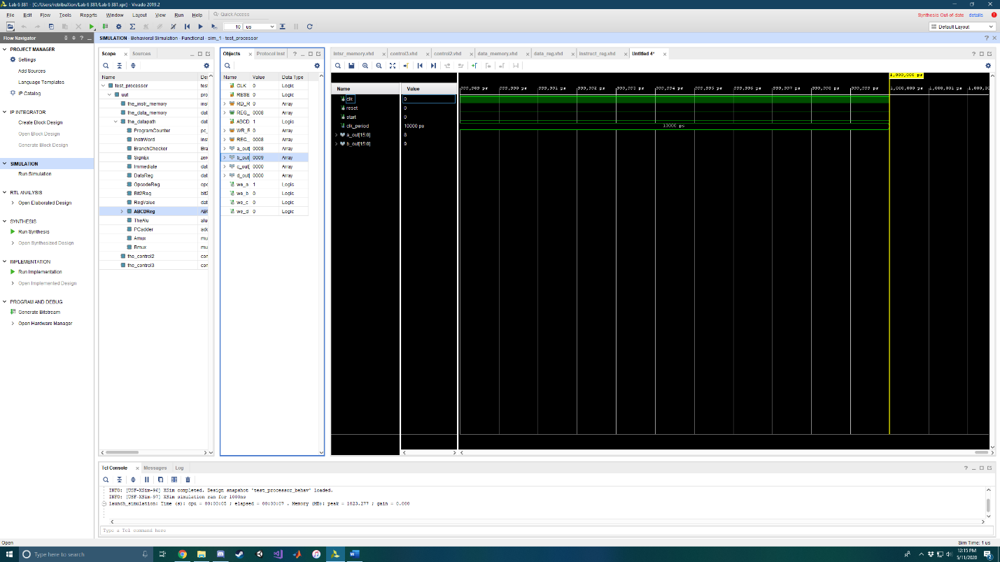 Lab 6 381 - [C:/Users/retribuXion/Lab 6 381/Lab 6 381.xpr] - Vivado 2019.2
File Edit Flow Tools Reports Window Layout View Run Help Quick Access
Synthesis Out-of-date details
10 us
Default Layout
Flow Navigator
SIMULATION - Behavioral Simulation - Functional - sim_1 - test_processor
PROJECT MANAGER
Settings
Add Sources
Language Templates
IP Catalog
IP INTEGRATOR
Create Block Design
Open Block Design
Generate Block Design
SIMULATION
Run Simulation
RTL ANALYSIS
Open Elaborated Design
SYNTHESIS
Run Synthesis
Open Synthesized Design
IMPLEMENTATION
Run Implementation
Open Implemented Design
PROGRAM AND DEBUG
Generate Bitstream
Open Hardware Manager
Scope Sources
Name De
test_processor test
uut pro
the_instr_memory inst
the_data_memory dat
the_datapath dat
ProgramCounter pc_
InstrWord inst
BranchChecker Bra
SignEx zer
Immediate dat
DataReg dat
OpcodeReg opc
Bit2Reg bit2
RegValue dat
ABCDReg ABC
TheAlu alu
PCadder add
Amux mu
Bmux mu
the_control2 cor
the_control3 cor
Objects Protocol Inst
Name Value Data Type
CLK 0 Logic
RESE 0 Logic
RD_R 0 Array
REG_ 0008 Array
ABCD 1 Logic
WR_R 0 Array
REG_ 0008 Array
a_out[ 0008 Array
b_out[ 0009 Array
c_out[ 0000 Array
d_out[ 0000 Array
we_a 1 Logic
we_b 0 Logic
we_c 0 Logic
we_d 0 Logic
intsr_memory.vhd control3.vhd control2.vhd data_memory.vhd data_reg.vhd instruct_reg.vhd Untitled 4*
1,000,000 ps
Name Value
999,989 ps 999,990 ps 999,991 ps 999,992 ps 999,993 ps 999,994 ps 999,995 ps 999,996 ps 999,997 ps 999,998 ps 999,999 ps 1,000,000 ps 1,000,001 ps 1,000,0
clk 0
reset 0
start 0
clk_period 10000 ps 10000 ps
a_out[15:0] 8
b_out[15:0] 9
Tcl Console Messages Log
INFO: [USF-XSim-96] XSim completed. Design snapshot 'test_processor_behav' loaded.
INFO: [USF-XSim-97] XSim simulation ran for 1000ns
launch_simulation: Time (s): cpu = 00:00:05 ; elapsed = 00:00:07 . Memory (MB): peak = 1023.277 ; gain = 0.000
Type a Tcl command here
Open
Sim Time: 1 us
Type here to search
12:15 PM
5/11/2020
2